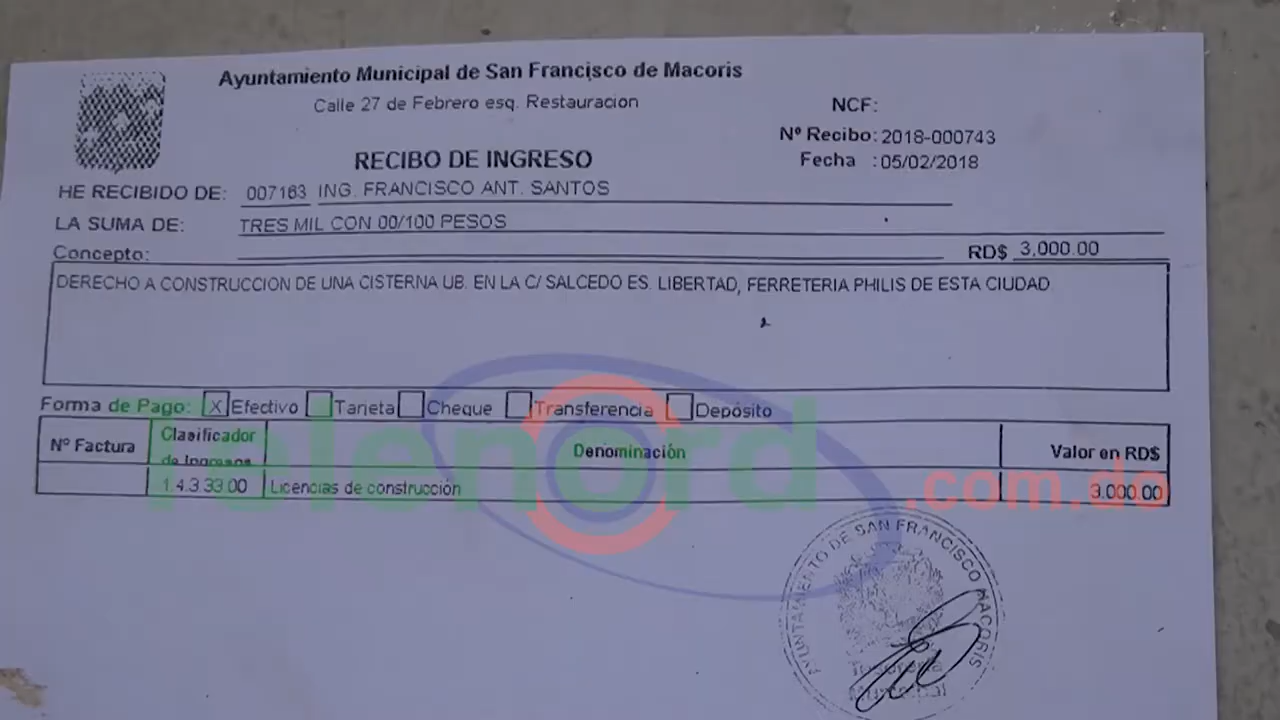 Ayuntamiento Municipal de San Francisco de Macoris
Calle 27 de Febrero esq. Restauracion
NCF:
Nº Recibo: 2018-000743
RECIBO DE INGRESO
Fecha : 05/02/2018
HE RECIBIDO DE: 007163 ING. FRANCISCO ANT. SANTOS
LA SUMA DE: TRES MIL CON 00/100 PESOS
Concepto: RD$ 3,000.00
DERECHO A CONSTRUCCION DE UNA CISTERNA UB. EN LA C/ SALCEDO ES. LIBERTAD, FERRETERIA PHILIS DE ESTA CIUDAD
Forma de Pago: X Efectivo Tarjeta Cheque Transferencia Depósito
Nº Factura Clasificador de Ingresos Denominación Valor en RD$
1.4.3.33.00 Licencias de construcción 3.000.00
telenord.com.do
AYUNTAMIENTO DE SAN FRANCISCO MACORIS
Tesoreria
Municipal